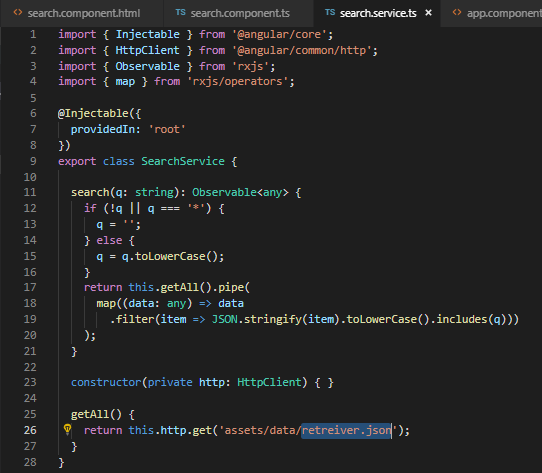 search.component.html TS search.component.ts TS search.service.ts × app.component
1 import { Injectable } from '@angular/core';
2 import { HttpClient } from '@angular/common/http';
3 import { Observable } from 'rxjs';
4 import { map } from 'rxjs/operators';
5
6 @Injectable({
7 providedIn: 'root'
8 })
9 export class SearchService {
10
11 search(q: string): Observable<any> {
12 if (!q || q === '*') {
13 q = '';
14 } else {
15 q = q.toLowerCase();
16 }
17 return this.getAll().pipe(
18 map((data: any) => data
19 .filter(item => JSON.stringify(item).toLowerCase().includes(q)))
20 );
21 }
22
23 constructor(private http: HttpClient) { }
24
25 getAll() {
26 return this.http.get('assets/data/retreiver.json');
27 }
28 }